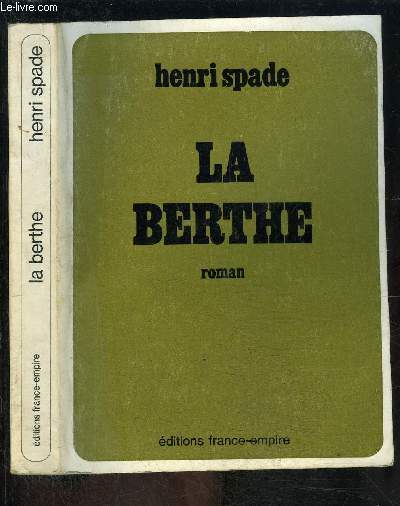 Le-livre.com
henri spade
LA
BERTHE
roman
éditions france-empire
henri spade
la berthe
éditions france-empire